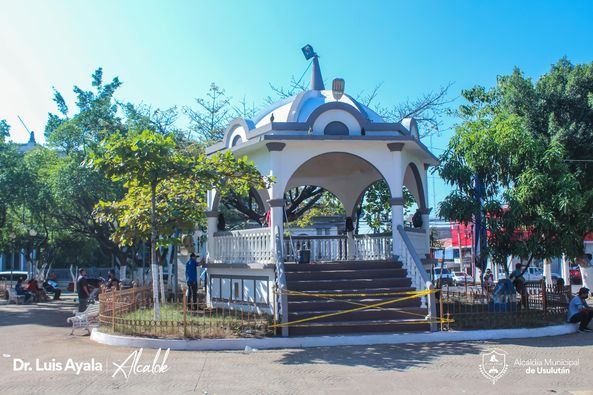 Dr. Luis Ayala | Alcalde
Alcaldía Municipal
de Usulután